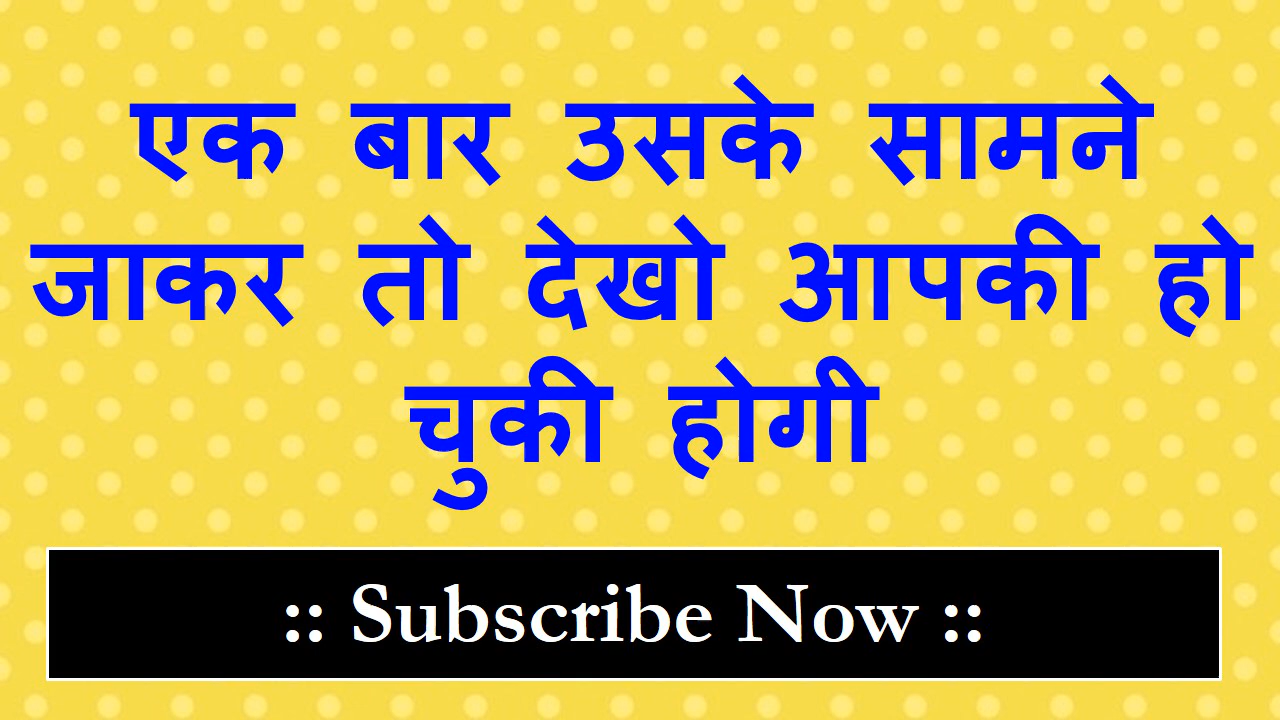 एक बार उसके सामने
जाकर तो देखो आपकी हो
चुकी होगी
:: Subscribe Now ::